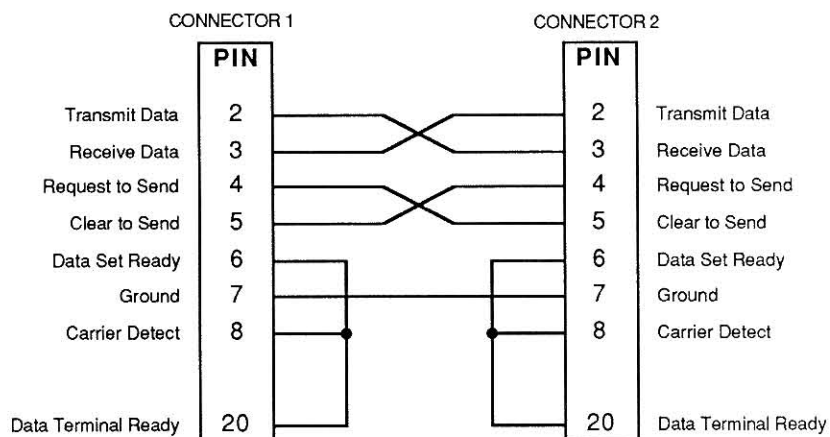 CONNECTOR 1 CONNECTOR 2
PIN PIN
Transmit Data 2 2 Transmit Data
Receive Data 3 3 Receive Data
Request to Send 4 4 Request to Send
Clear to Send 5 5 Clear to Send
Data Set Ready 6 6 Data Set Ready
Ground 7 7 Ground
Carrier Detect 8 8 Carrier Detect
Data Terminal Ready 20 20 Data Terminal Ready